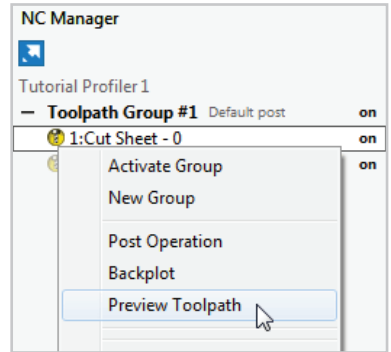 NC Manager
Tutorial Profiler 1
Toolpath Group #1 Default post on
1:Cut Sheet - 0 on
on
Activate Group
New Group
Post Operation
Backplot
Preview Toolpath